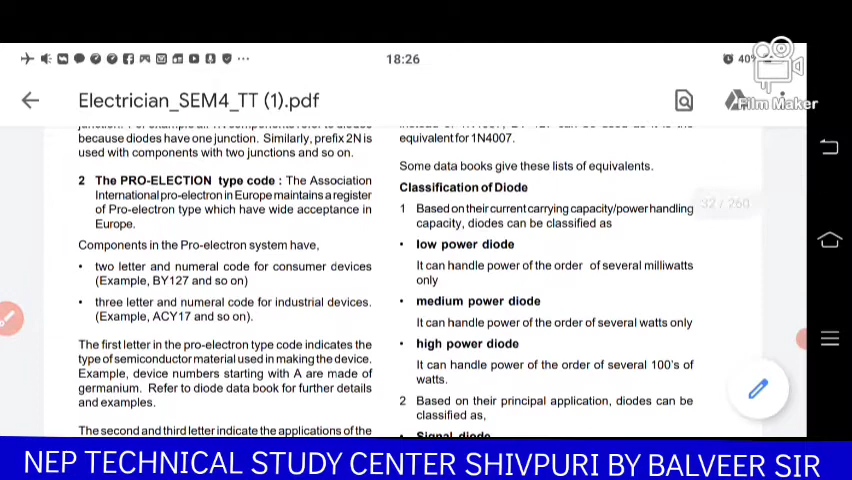 18:26
40%
Electrician_SEM4_TT (1).pdf
Film Maker
because diodes have one junction. Similarly, prefix 2N is
used with components with two junctions and so on.
2 The PRO-ELECTION type code : The Association
International pro-electron in Europe maintains a register
of Pro-electron type which have wide acceptance in
Europe.
Components in the Pro-electron system have,
• two letter and numeral code for consumer devices
(Example, BY127 and so on)
• three letter and numeral code for industrial devices.
(Example, ACY17 and so on).
The first letter in the pro-electron type code indicates the
type of semiconductor material used in making the device.
Example, device numbers starting with A are made of
germanium. Refer to diode data book for further details
and examples.
The second and third letter indicate the applications of the
equivalent for 1N4007.
Some data books give these lists of equivalents.
Classification of Diode
1 Based on their current carrying capacity/power handling
capacity, diodes can be classified as
• low power diode
It can handle power of the order of several milliwatts
only
• medium power diode
It can handle power of the order of several watts only
• high power diode
It can handle power of the order of several 100's of
watts.
2 Based on their principal application, diodes can be
classified as,
• Signal diode
32 / 260
NEP TECHNICAL STUDY CENTER SHIVPURI BY BALVEER SIR